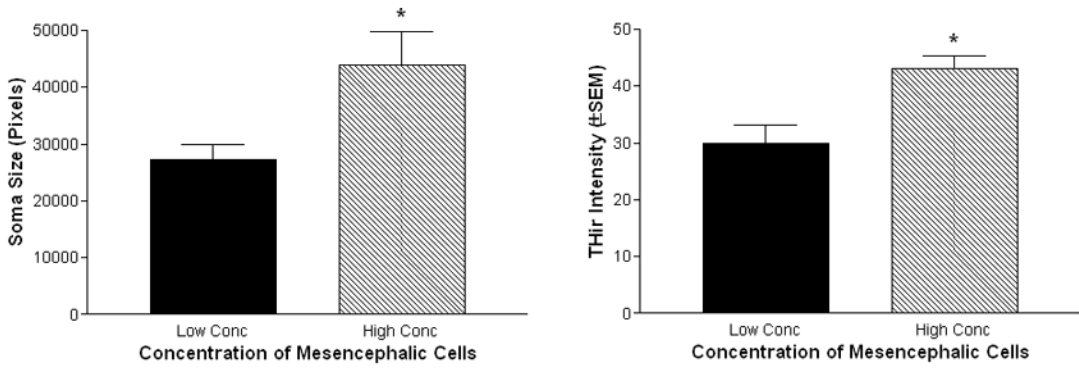 Soma Size (Pixels)
50000
40000
30000
20000
10000
0
*
Low Conc
High Conc
Concentration of Mesencephalic Cells
THir Intensity (±SEM)
50
40
30
20
10
0
*
Low Conc
High Conc
Concentration of Mesencephalic Cells